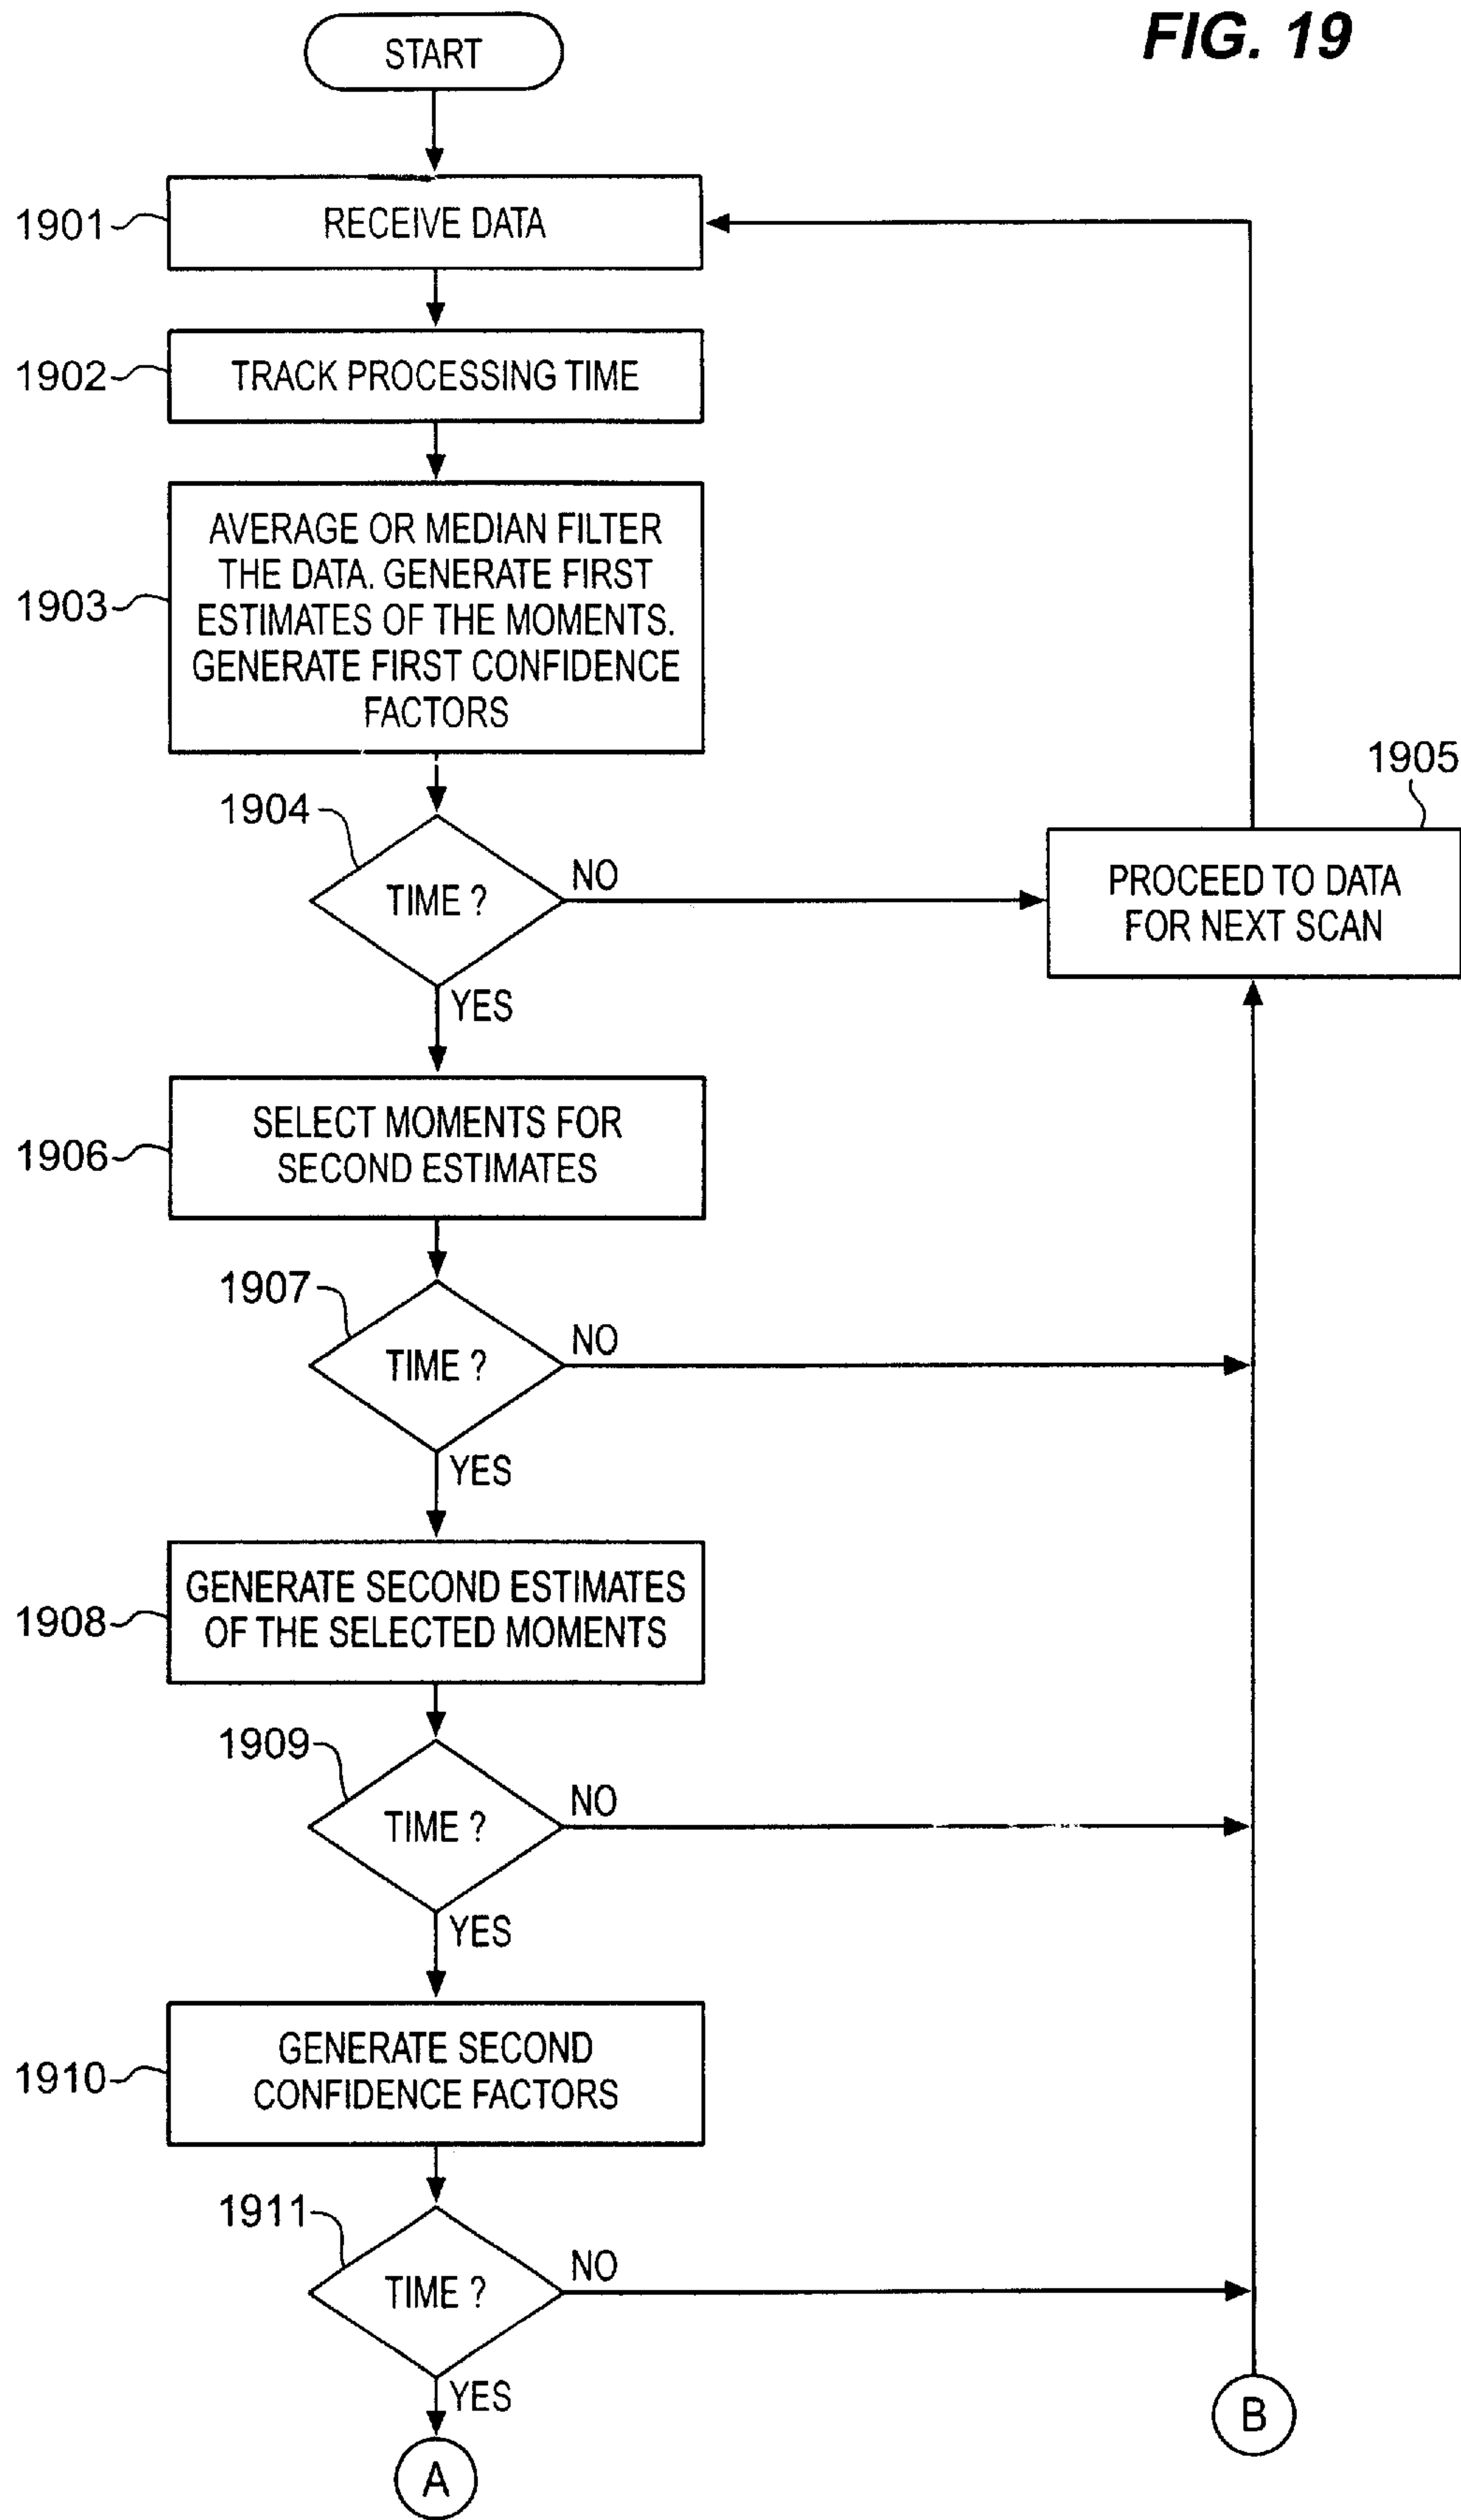 FIG. 19
START
1901
RECEIVE DATA
1902
TRACK PROCESSING TIME
1903
AVERAGE OR MEDIAN FILTER
THE DATA. GENERATE FIRST
ESTIMATES OF THE MOMENTS.
GENERATE FIRST CONFIDENCE
FACTORS
1904
TIME ?
NO
YES
1905
PROCEED TO DATA
FOR NEXT SCAN
1906
SELECT MOMENTS FOR
SECOND ESTIMATES
1907
TIME ?
NO
YES
1908
GENERATE SECOND ESTIMATES
OF THE SELECTED MOMENTS
1909
TIME ?
NO
YES
1910
GENERATE SECOND
CONFIDENCE FACTORS
1911
TIME ?
NO
YES
A
B